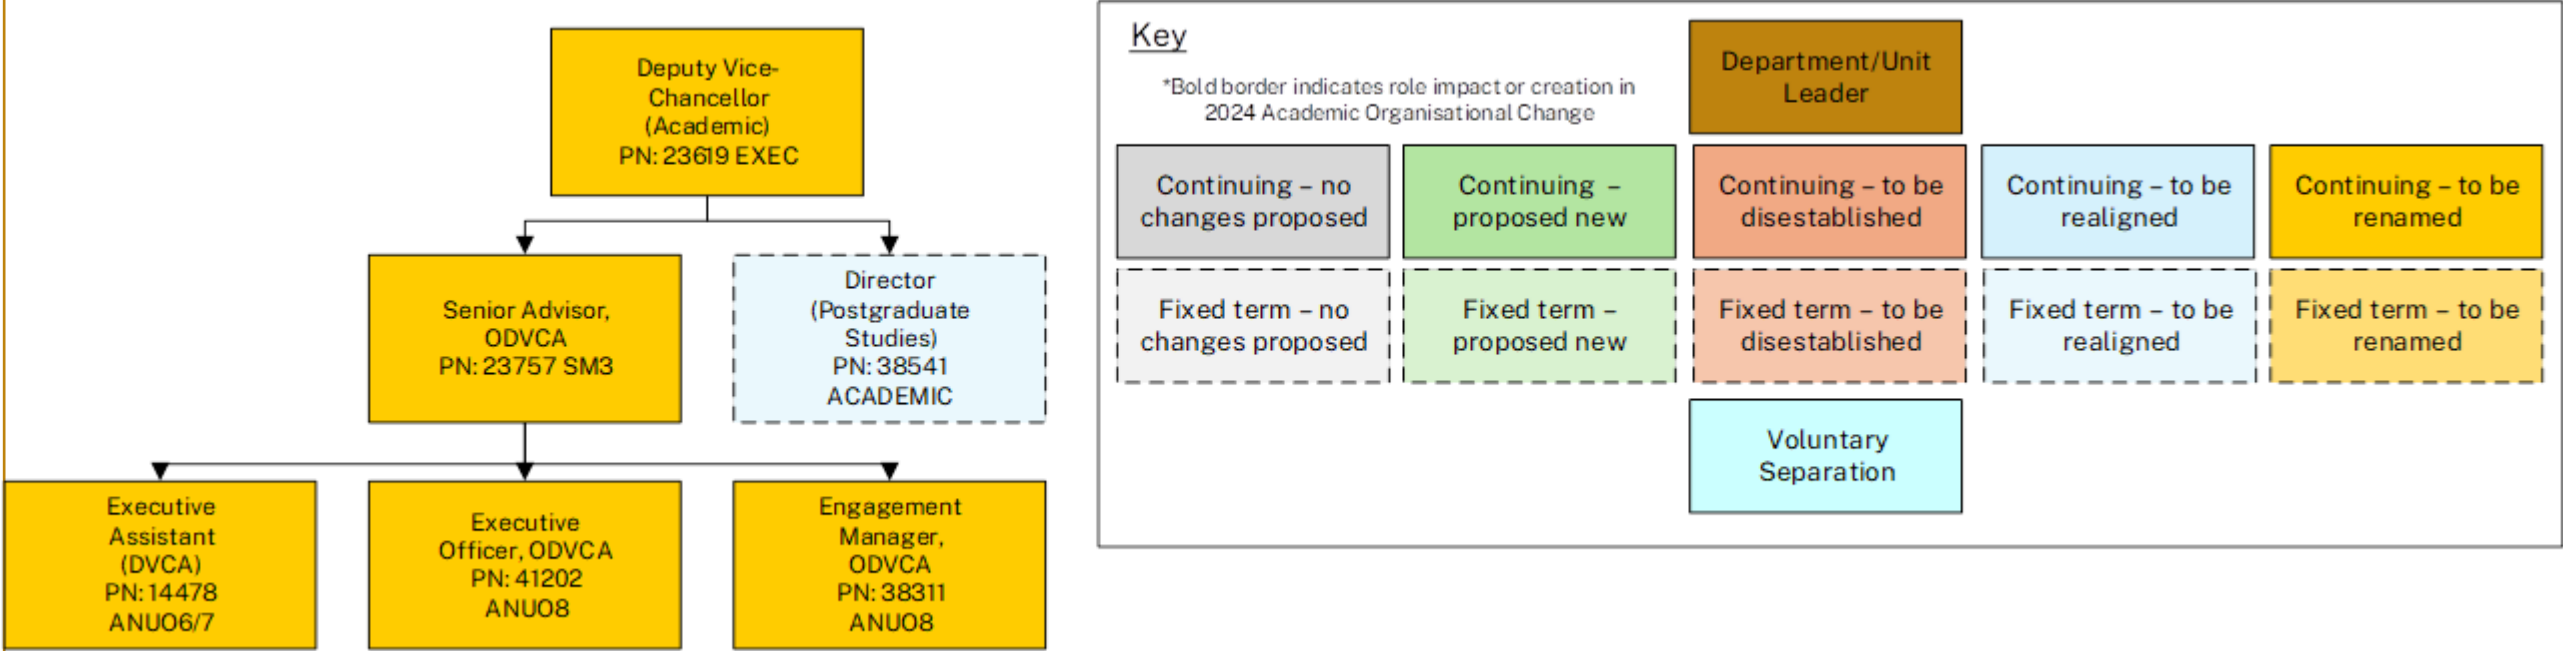 Deputy Vice-
Chancellor
(Academic)
PN: 23619 EXEC
Senior Advisor,
ODVCA
PN: 23757 SM3
Director
(Postgraduate
Studies)
PN: 38541
ACADEMIC
Executive
Assistant
(DVCA)
PN: 14478
ANUO6/7
Executive
Officer, ODVCA
PN: 41202
ANUO8
Engagement
Manager,
ODVCA
PN: 38311
ANUO8
Key
*Bold border indicates role impact or creation in
2024 Academic Organisational Change
Department/Unit
Leader
Continuing – no
changes proposed
Continuing –
proposed new
Continuing – to be
disestablished
Continuing – to be
realigned
Continuing – to be
renamed
Fixed term – no
changes proposed
Fixed term –
proposed new
Fixed term – to be
disestablished
Fixed term – to be
realigned
Fixed term – to be
renamed
Voluntary
Separation